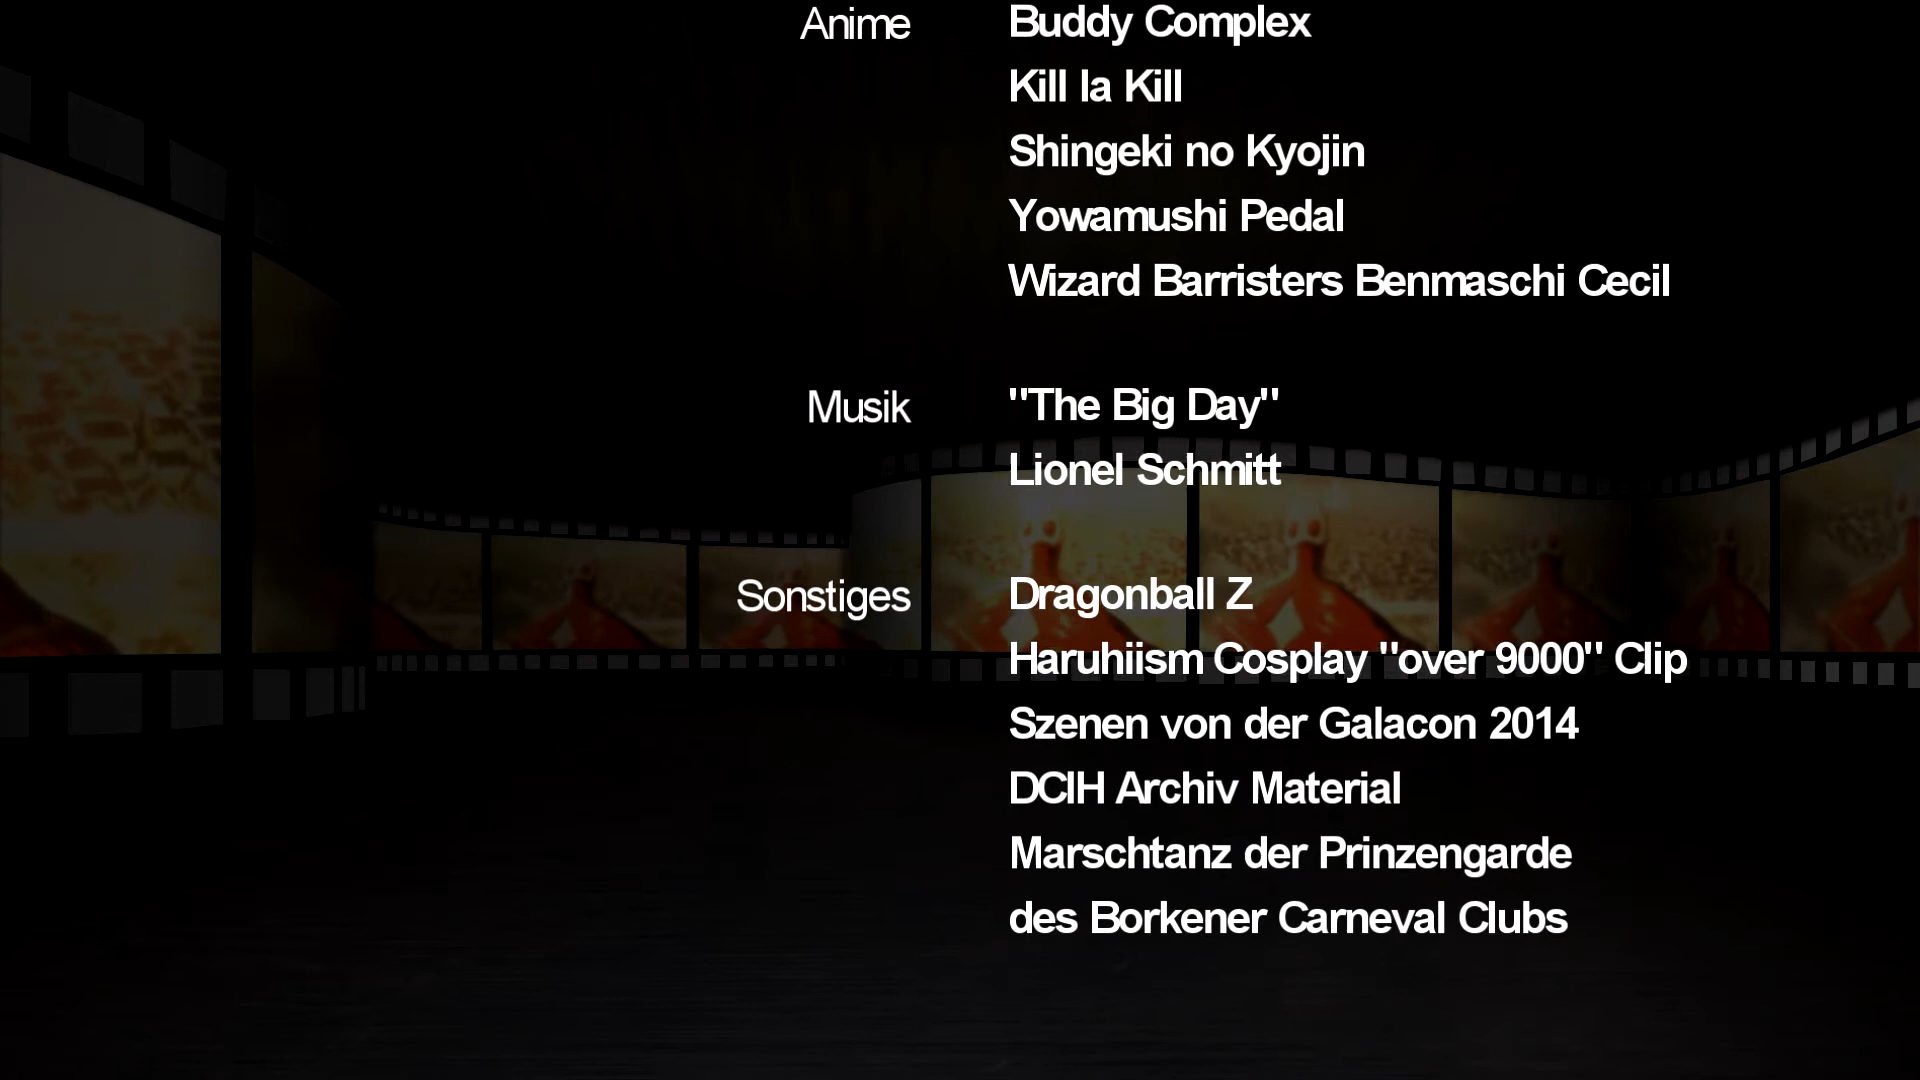 Anime Buddy Complex
Kill la Kill
Shingeki no Kyojin
Yowamushi Pedal
Wizard Barristers Benmaschi Cecil
Musik "The Big Day"
Lionel Schmitt
Sonstiges Dragonball Z
Haruhiism Cosplay "over 9000" Clip
Szenen von der Galacon 2014
DCIH Archiv Material
Marschtanz der Prinzengarde
des Borkener Carneval Clubs